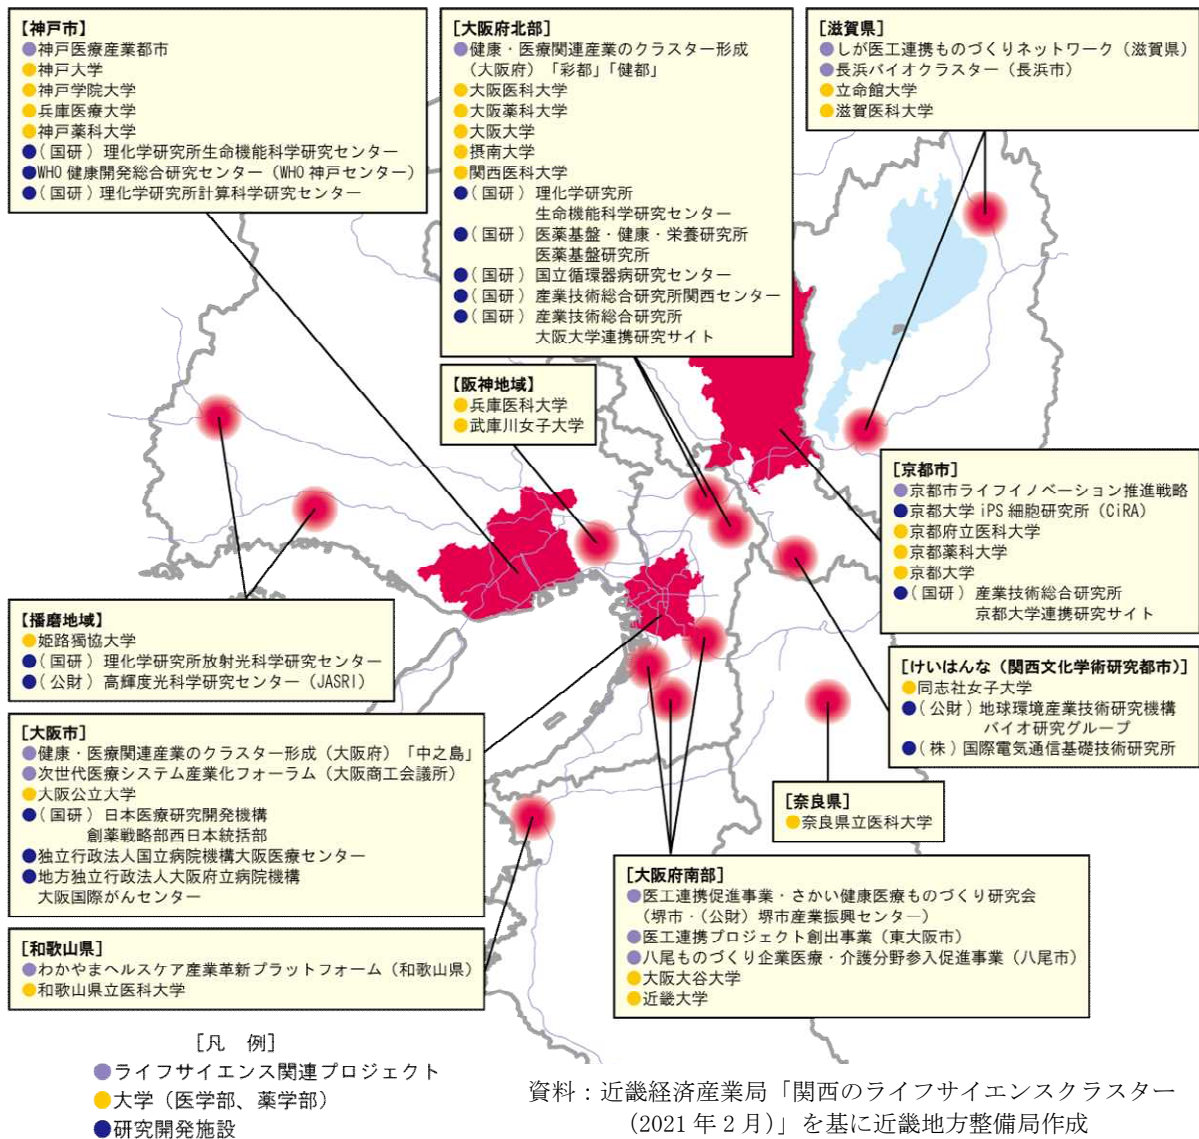 【神戸市】
●神戸医療産業都市
●神戸大学
●神戸学院大学
●兵庫医療大学
●神戸薬科大学
●(国研)理化学研究所生命機能科学研究センター
●WHO 健康開発総合研究センター(WHO 神戸センター)
●(国研)理化学研究所計算科学研究センター
[大阪府北部]
●健康・医療関連産業のクラスター形成
(大阪府)「彩都」「健都」
●大阪医科大学
●大阪薬科大学
●大阪大学
●摂南大学
●関西医科大学
●(国研)理化学研究所
生命機能科学研究センター
●(国研)医薬基盤・健康・栄養研究所
医薬基盤研究所
●(国研)国立循環器病研究センター
●(国研)産業技術総合研究所関西センター
●(国研)産業技術総合研究所
大阪大学連携研究サイト
[滋賀県]
●しが医工連携ものづくりネットワーク(滋賀県)
●長浜バイオクラスター(長浜市)
●立命館大学
●滋賀医科大学
【阪神地域】
●兵庫医科大学
●武庫川女子大学
[京都市]
●京都市ライフイノベーション推進戦略
●京都大学 iPS 細胞研究所(CiRA)
●京都府立医科大学
●京都薬科大学
●京都大学
●(国研)産業技術総合研究所
京都大学連携研究サイト
【播磨地域】
●姫路獨協大学
●(国研)理化学研究所放射光科学研究センター
●(公財)高輝度光科学研究センター(JASRI)
[けいはんな(関西文化学術研究都市)]
●同志社女子大学
●(公財)地球環境産業技術研究機構
バイオ研究グループ
●(株)国際電気通信基礎技術研究所
[大阪市]
●健康・医療関連産業のクラスター形成(大阪府)「中之島」
●次世代医療システム産業化フォーラム(大阪商工会議所)
●大阪公立大学
●(国研)日本医療研究開発機構
創薬戦略部西日本統括部
●独立行政法人国立病院機構大阪医療センター
●地方独立行政法人大阪府立病院機構
大阪国際がんセンター
[奈良県]
●奈良県立医科大学
[大阪府南部]
●医工連携促進事業・さかい健康医療ものづくり研究会
(堺市・(公財)堺市産業振興センター)
●医工連携プロジェクト創出事業(東大阪市)
●八尾ものづくり企業医療・介護分野参入促進事業(八尾市)
●大阪大谷大学
●近畿大学
[和歌山県]
●わかやまヘルスケア産業革新プラットフォーム(和歌山県)
●和歌山県立医科大学
[凡 例]
●ライフサイエンス関連プロジェクト
●大学(医学部、薬学部)
●研究開発施設
資料:近畿経済産業局「関西のライフサイエンスクラスター
(2021 年 2 月)」を基に近畿地方整備局作成